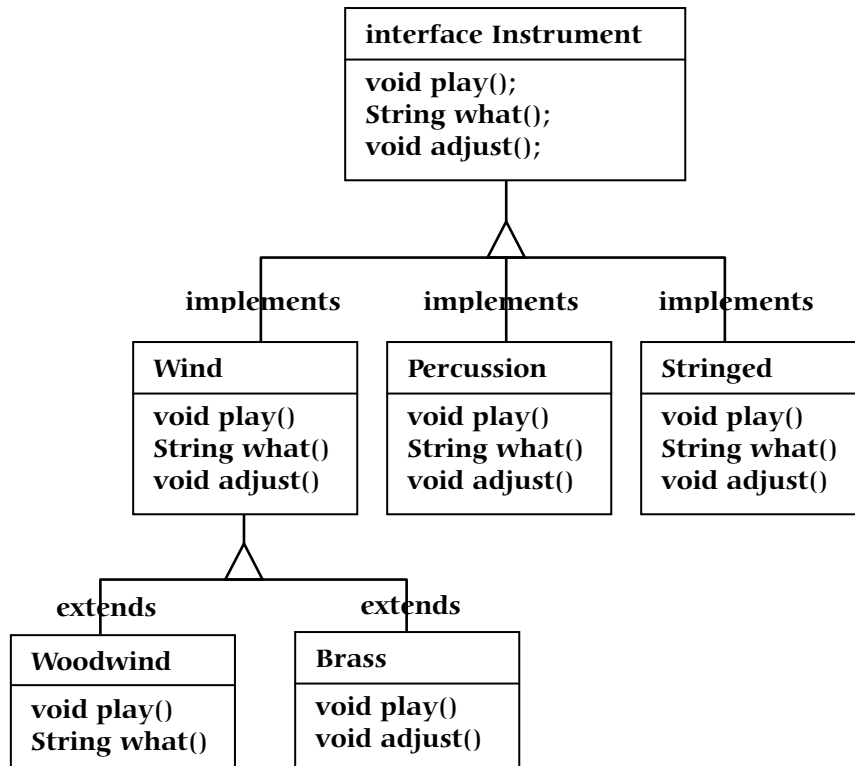 interface Instrument
void play();
String what();
void adjust();
implements
implements
implements
Wind
void play()
String what()
void adjust()
Percussion
void play()
String what()
void adjust()
Stringed
void play()
String what()
void adjust()
extends
extends
Woodwind
void play()
String what()
Brass
void play()
void adjust()